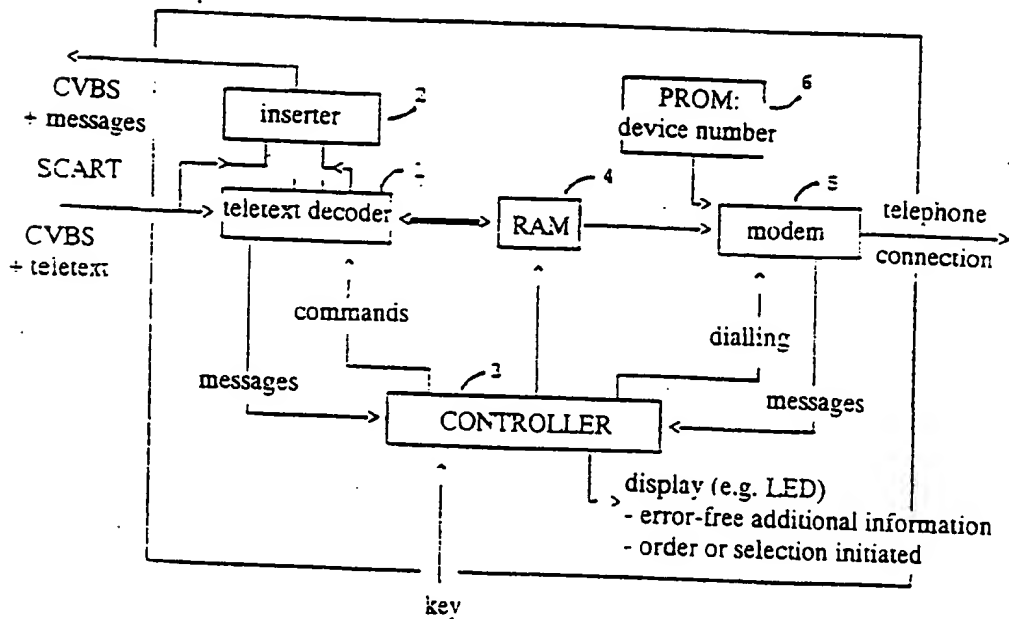 CVBS
+ messages
SCART
CVBS
+ teletext
inserter
2
teletext decoder
1
PROM:
device number
6
RAM
4
modem
5
telephone
connection
commands
dialling
messages
messages
3
CONTROLLER
display (e.g. LED)
- error-free additional information
- order or selection initiated
key